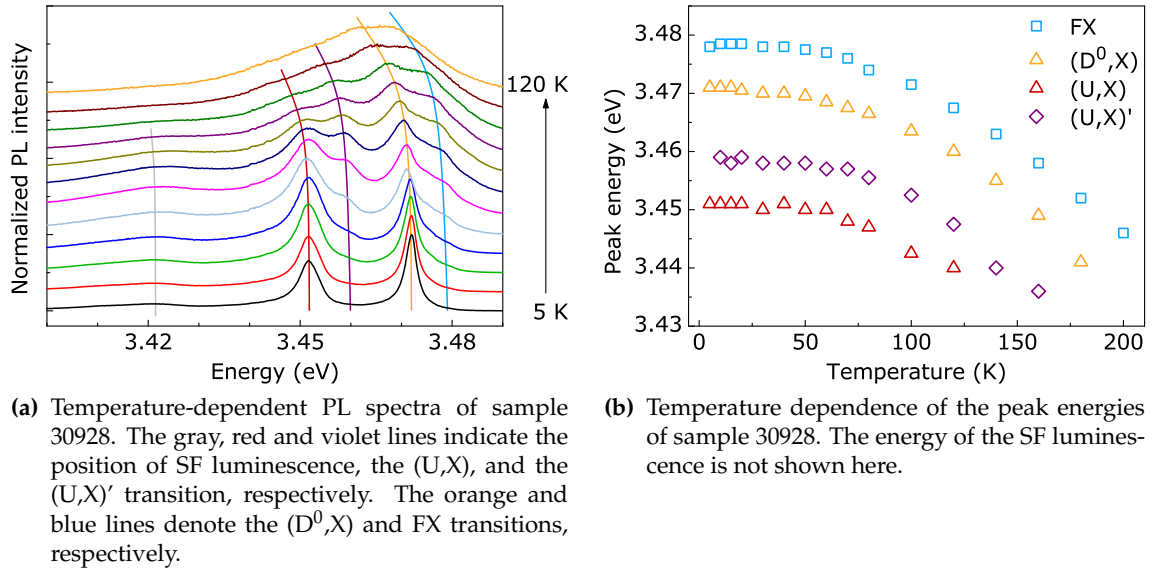 Normalized PL intensity
120 K
5 K
3.42
3.45
3.48
Energy (eV)
Peak energy (eV)
3.48
3.47
3.46
3.45
3.44
3.43
FX
(D⁰,X)
(U,X)
(U,X)'
0
50
100
150
200
Temperature (K)
(a) Temperature-dependent PL spectra of sample
30928. The gray, red and violet lines indicate the
position of SF luminescence, the (U,X), and the
(U,X)’ transition, respectively. The orange and
blue lines denote the (D⁰,X) and FX transitions,
respectively.
(b) Temperature dependence of the peak energies
of sample 30928. The energy of the SF lumines-
cence is not shown here.